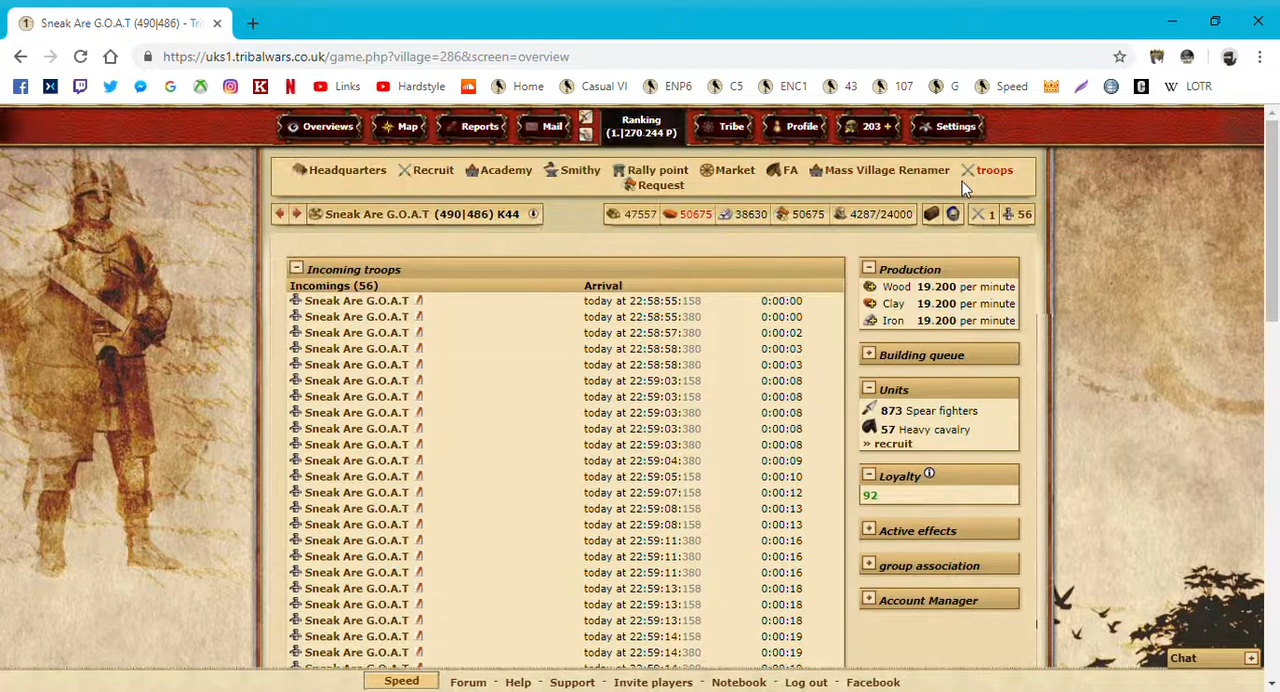 Sneak Are G.O.A.T (490|486) - Tri
https://uks1.tribalwars.co.uk/game.php?village=286&screen=overview
Links Hardstyle Home Casual VI ENP6 C5 ENC1 43 107 G Speed LOTR
Overviews Map Reports Mail Ranking (1.|270.244 P) Tribe Profile 203 + Settings
Headquarters Recruit Academy Smithy Rally point Market FA Mass Village Renamer troops
Request
Sneak Are G.O.A.T (490|486) K44 47557 50675 38630 50675 4287/24000 1 56
Incoming troops
Incomings (56) Arrival
Sneak Are G.O.A.T today at 22:58:55:158 0:00:00
Sneak Are G.O.A.T today at 22:58:55:380 0:00:00
Sneak Are G.O.A.T today at 22:58:57:380 0:00:02
Sneak Are G.O.A.T today at 22:58:58:380 0:00:03
Sneak Are G.O.A.T today at 22:58:58:380 0:00:03
Sneak Are G.O.A.T today at 22:59:03:158 0:00:08
Sneak Are G.O.A.T today at 22:59:03:158 0:00:08
Sneak Are G.O.A.T today at 22:59:03:380 0:00:08
Sneak Are G.O.A.T today at 22:59:03:380 0:00:08
Sneak Are G.O.A.T today at 22:59:03:380 0:00:08
Sneak Are G.O.A.T today at 22:59:04:380 0:00:09
Sneak Are G.O.A.T today at 22:59:05:158 0:00:10
Sneak Are G.O.A.T today at 22:59:07:158 0:00:12
Sneak Are G.O.A.T today at 22:59:08:158 0:00:13
Sneak Are G.O.A.T today at 22:59:08:158 0:00:13
Sneak Are G.O.A.T today at 22:59:11:380 0:00:16
Sneak Are G.O.A.T today at 22:59:11:380 0:00:16
Sneak Are G.O.A.T today at 22:59:11:380 0:00:16
Sneak Are G.O.A.T today at 22:59:13:158 0:00:18
Sneak Are G.O.A.T today at 22:59:13:158 0:00:18
Sneak Are G.O.A.T today at 22:59:13:158 0:00:18
Sneak Are G.O.A.T today at 22:59:14:158 0:00:19
Sneak Are G.O.A.T today at 22:59:14:380 0:00:19
Production
Wood 19.200 per minute
Clay 19.200 per minute
Iron 19.200 per minute
Building queue
Units
873 Spear fighters
57 Heavy cavalry
» recruit
Loyalty
92
Active effects
group association
Account Manager
Chat
Speed Forum - Help - Support - Invite players - Notebook - Log out - Facebook